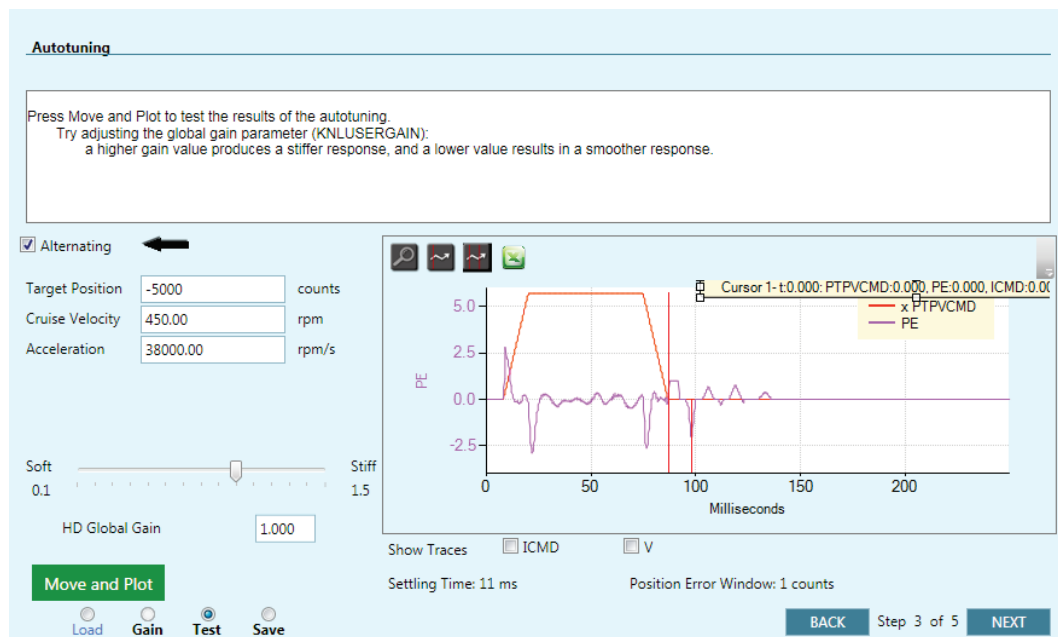 Autotuning
Press Move and Plot to test the results of the autotuning.
Try adjusting the global gain parameter (KNLUSERGAIN):
a higher gain value produces a stiffer response, and a lower value results in a smoother response.
Alternating
Target Position -5000 counts
Cruise Velocity 450.00 rpm
Acceleration 38000.00 rpm/s
Soft Stiff
0.1 1.5
HD Global Gain 1.000
Move and Plot
Load Gain Test Save
Cursor 1- t:0.000: PTPVCMD:0.000, PE:0.000, ICMD:0.00
x PTPVCMD
PE
PE
5.0
2.5
0.0
-2.5
0 50 100 150 200
Milliseconds
Show Traces ICMD V
Settling Time: 11 ms Position Error Window: 1 counts
BACK Step 3 of 5 NEXT